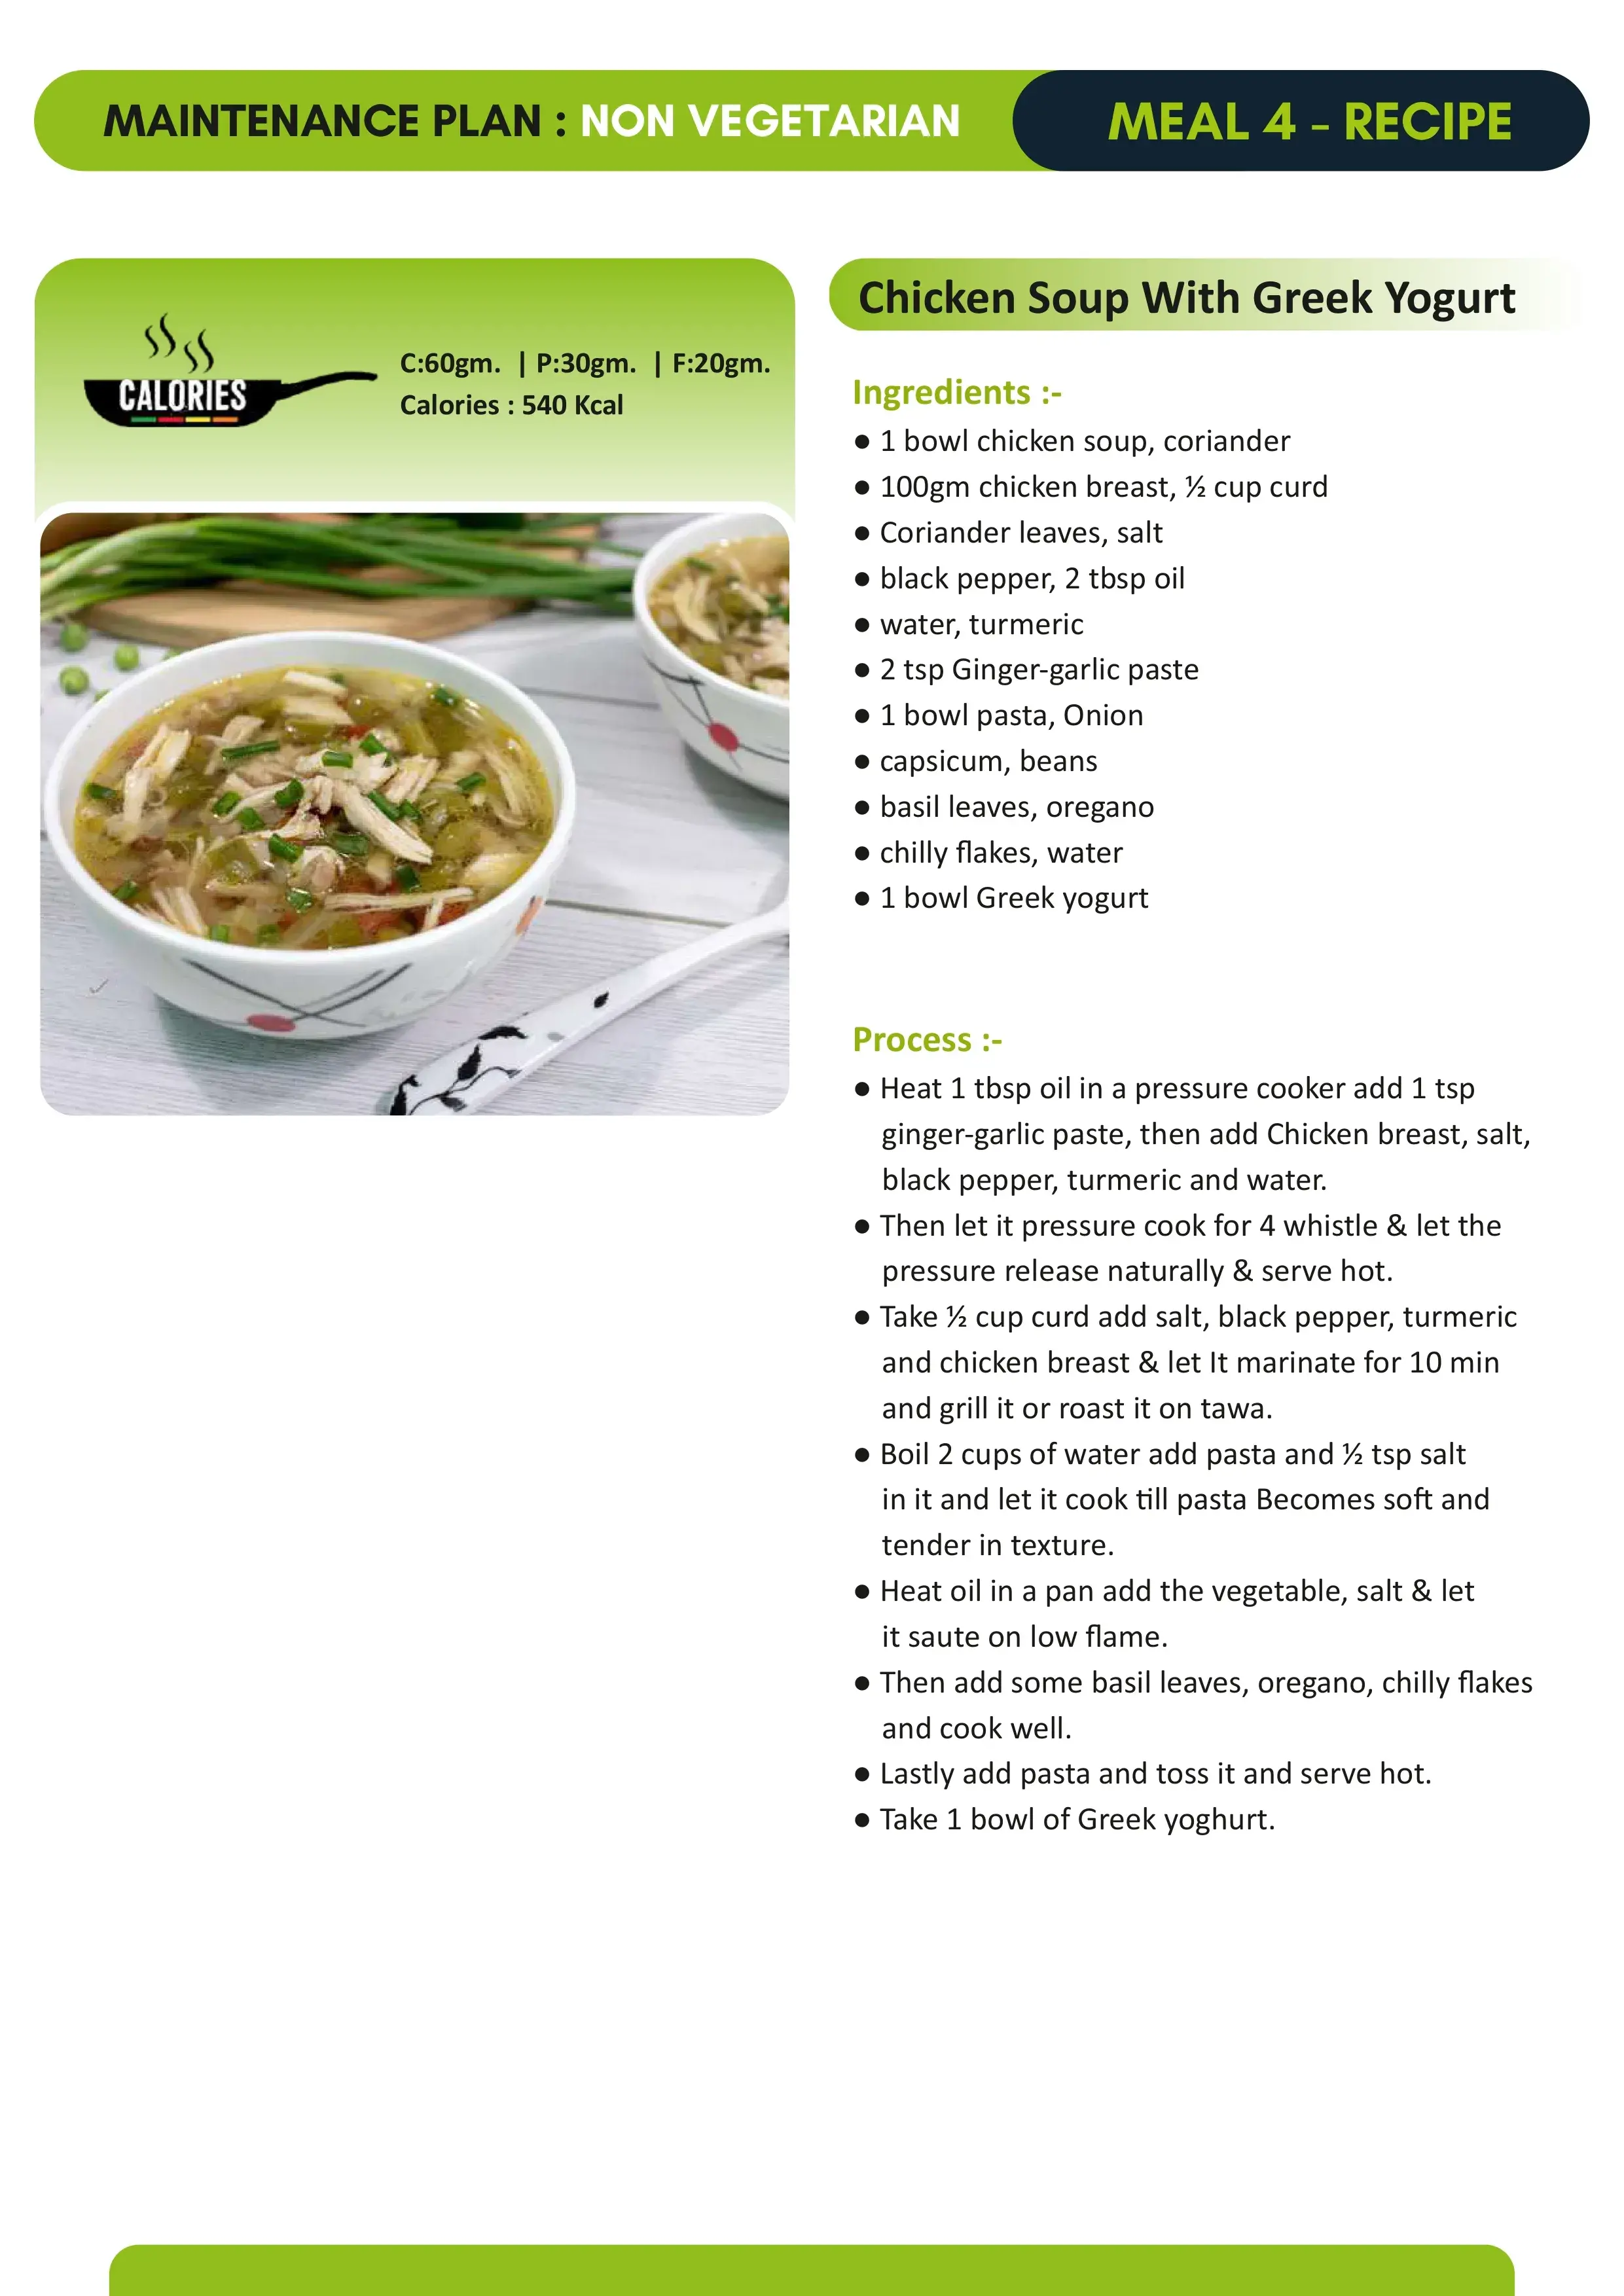 MAINTENANCE PLAN : NON VEGETARIAN
MEAL 4 - RECIPE
CALORIES
C:60gm. | P:30gm. | F:20gm.
Calories : 540 Kcal
Chicken Soup With Greek Yogurt
Ingredients :-
● 1 bowl chicken soup, coriander
● 100gm chicken breast, ½ cup curd
● Coriander leaves, salt
● black pepper, 2 tbsp oil
● water, turmeric
● 2 tsp Ginger-garlic paste
● 1 bowl pasta, Onion
● capsicum, beans
● basil leaves, oregano
● chilly flakes, water
● 1 bowl Greek yogurt
Process :-
● Heat 1 tbsp oil in a pressure cooker add 1 tsp
ginger-garlic paste, then add Chicken breast, salt,
black pepper, turmeric and water.
● Then let it pressure cook for 4 whistle & let the
pressure release naturally & serve hot.
● Take ½ cup curd add salt, black pepper, turmeric
and chicken breast & let It marinate for 10 min
and grill it or roast it on tawa.
● Boil 2 cups of water add pasta and ½ tsp salt
in it and let it cook till pasta Becomes soft and
tender in texture.
● Heat oil in a pan add the vegetable, salt & let
it saute on low flame.
● Then add some basil leaves, oregano, chilly flakes
and cook well.
● Lastly add pasta and toss it and serve hot.
● Take 1 bowl of Greek yoghurt.